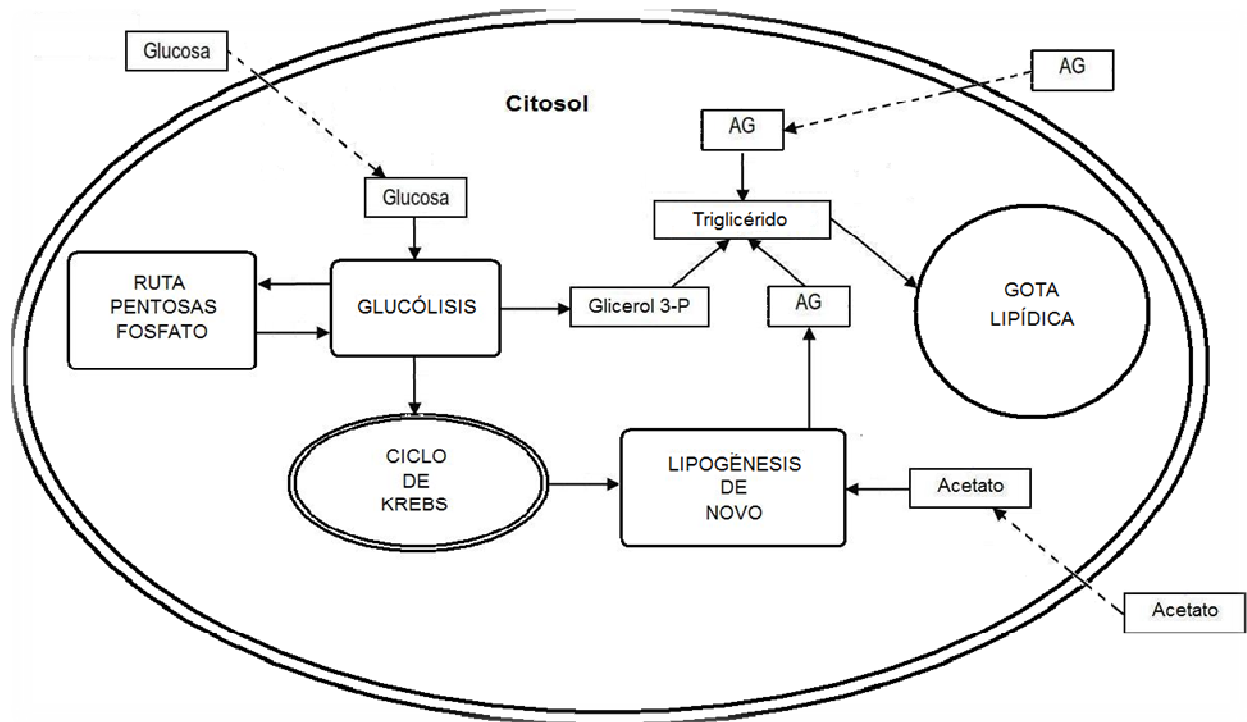 Glucosa
AG
Citosol
AG
Glucosa
Triglicérido
RUTA
PENTOSAS
FOSFATO
GLUCÓLISIS
Glicerol 3-P
AG
GOTA
LIPÍDICA
CICLO
DE
KREBS
LIPOGÉNESIS
DE
NOVO
Acetato
Acetato